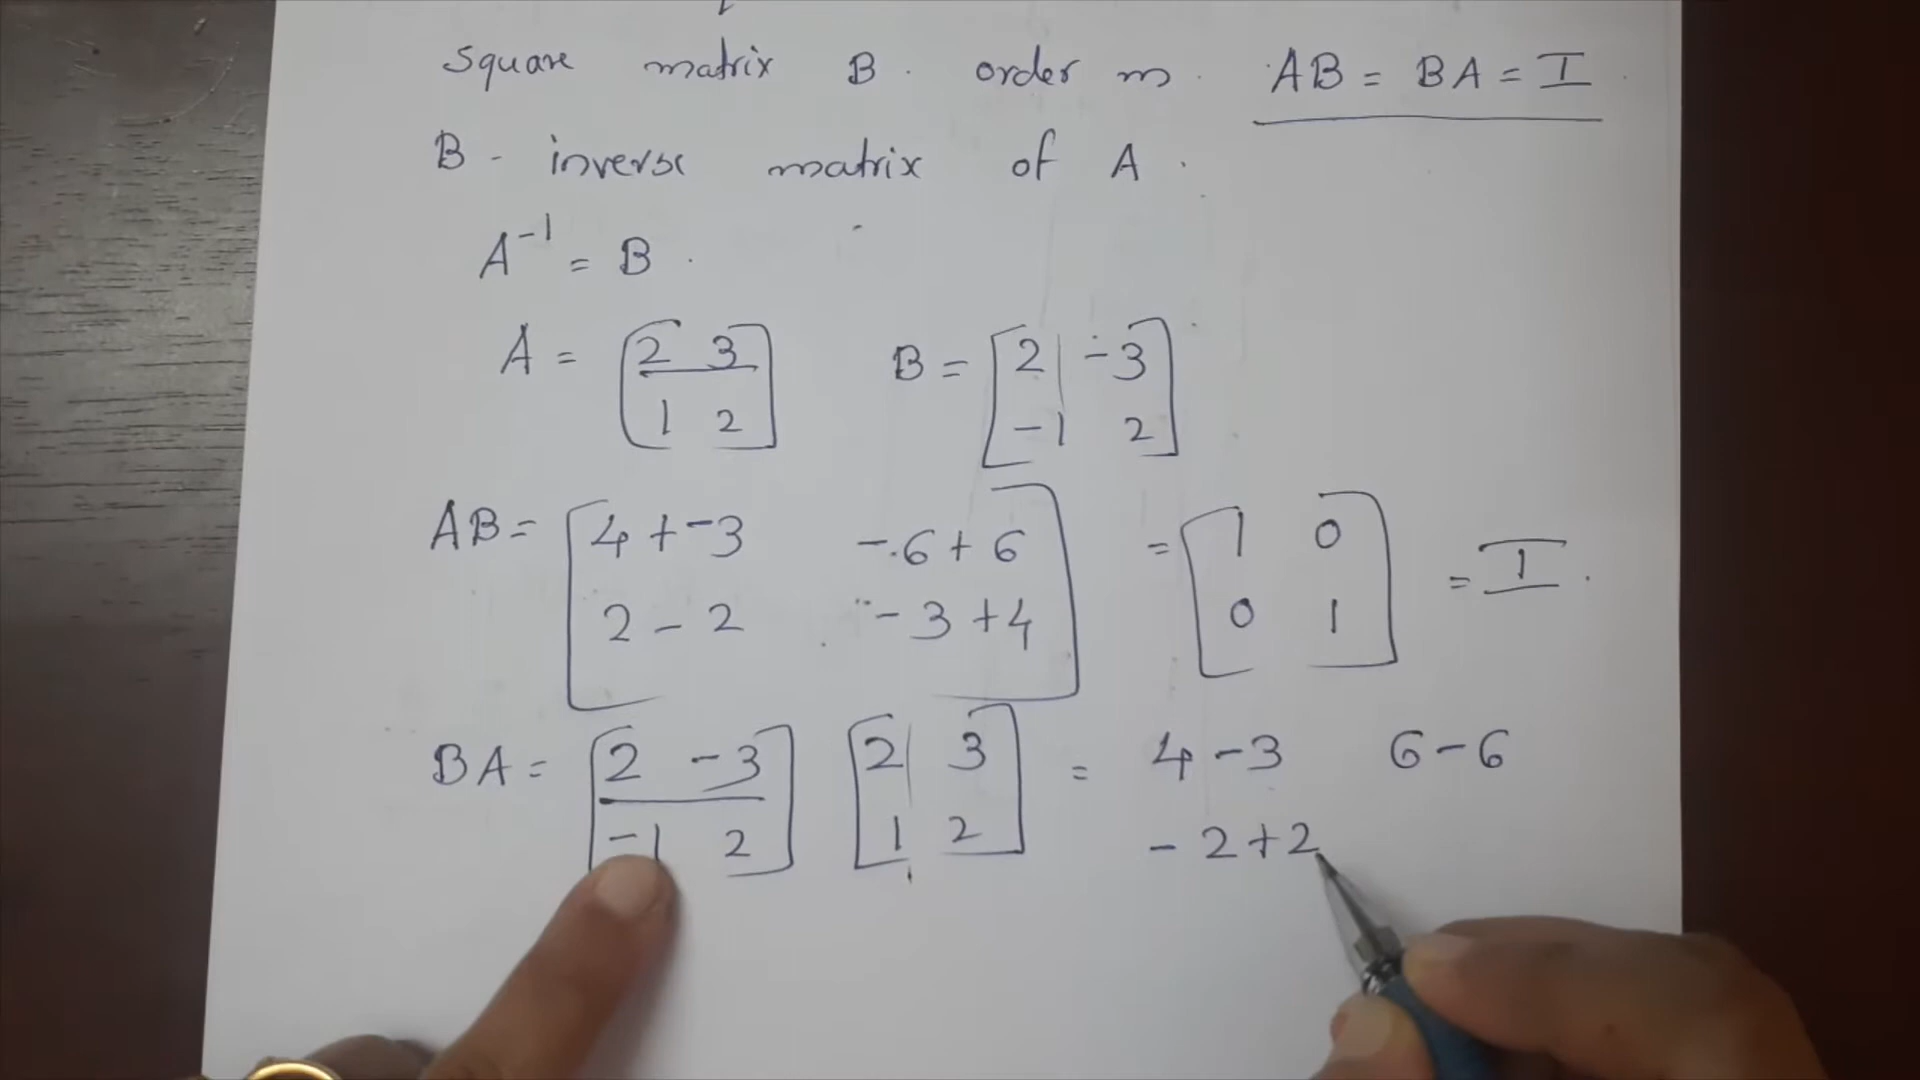 Square matrix B. order m. AB = BA = I
B - inverse matrix of A.
A⁻¹ = B.
A = [2 3 B = [2 -3
1 2] -1 2]
AB = [4 + -3 -6 + 6 = [1 0 = I.
2 - 2 -3 + 4] 0 1]
BA = [2 -3 [2 3 = 4 - 3 6 - 6
-1 2] 1 2] -2 + 2